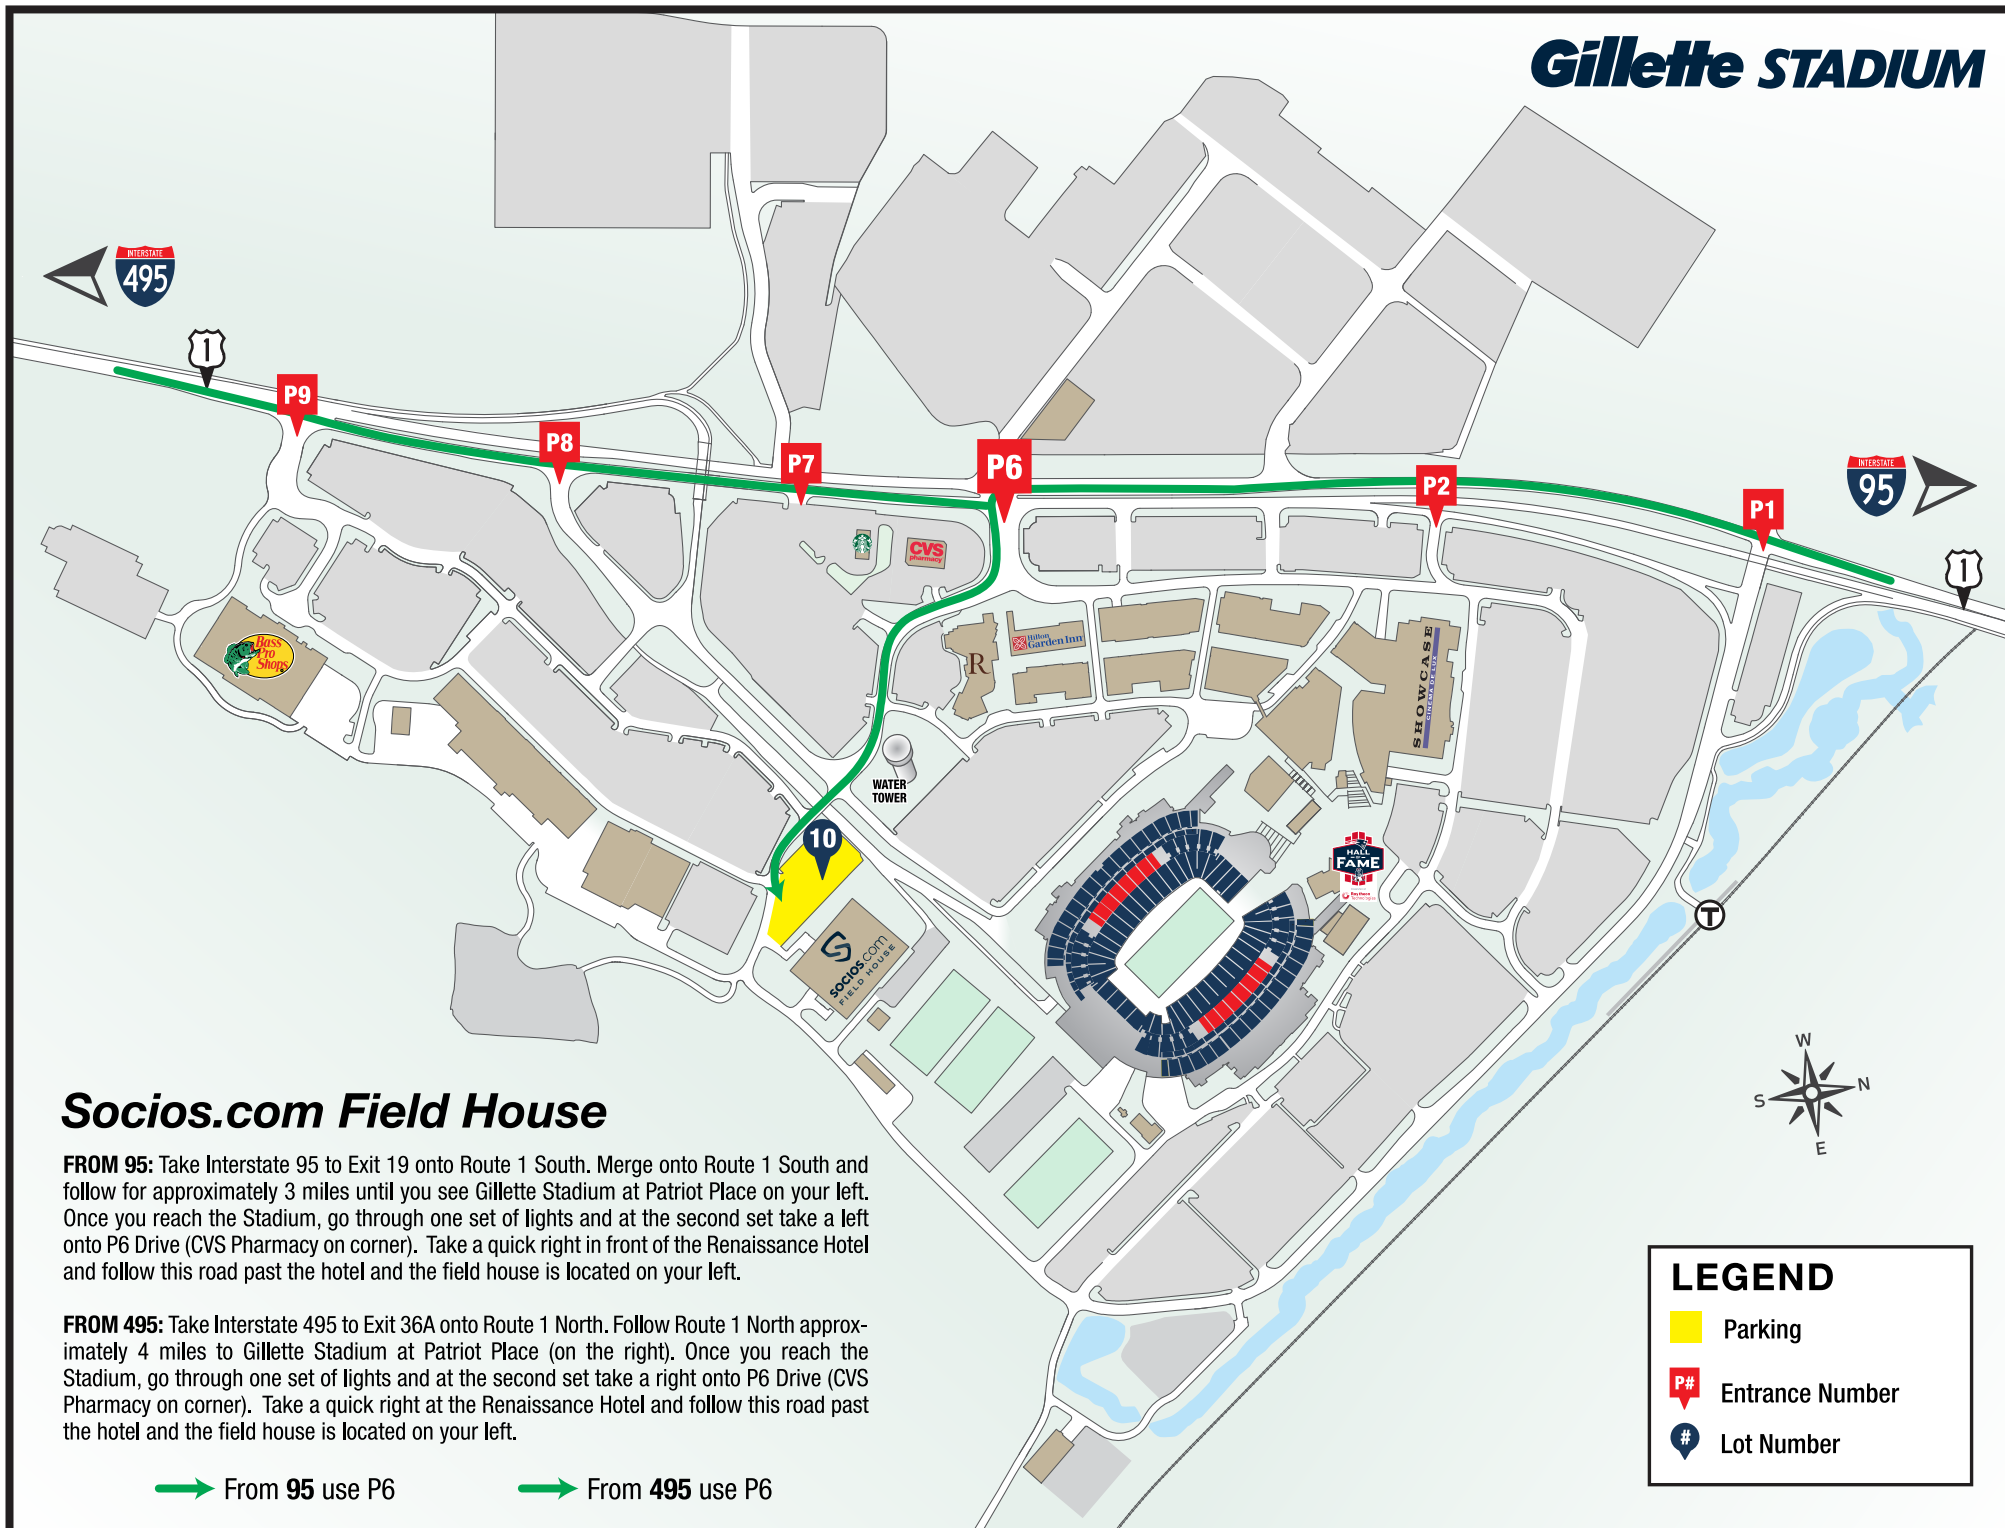 Gillette STADIUM
INTERSTATE
495
1
P9
P8
P7
P6
P2
P1
INTERSTATE
95
1
CVS
pharmacy
Bass
Pro
Shops
R
Hilton
Garden Inn
SHOWCASE
CINEMA DE LUX
WATER
TOWER
10
HALL
OF
FAME
Raytheon
Technologies
T
SOCIOS.COM
FIELD HOUSE
W
N
S
E
Socios.com Field House
FROM 95: Take Interstate 95 to Exit 19 onto Route 1 South. Merge onto Route 1 South and
follow for approximately 3 miles until you see Gillette Stadium at Patriot Place on your left.
Once you reach the Stadium, go through one set of lights and at the second set take a left
onto P6 Drive (CVS Pharmacy on corner). Take a quick right in front of the Renaissance Hotel
and follow this road past the hotel and the field house is located on your left.
FROM 495: Take Interstate 495 to Exit 36A onto Route 1 North. Follow Route 1 North approx-
imately 4 miles to Gillette Stadium at Patriot Place (on the right). Once you reach the
Stadium, go through one set of lights and at the second set take a right onto P6 Drive (CVS
Pharmacy on corner). Take a quick right at the Renaissance Hotel and follow this road past
the hotel and the field house is located on your left.
From 95 use P6
From 495 use P6
LEGEND
Parking
P#
Entrance Number
#
Lot Number